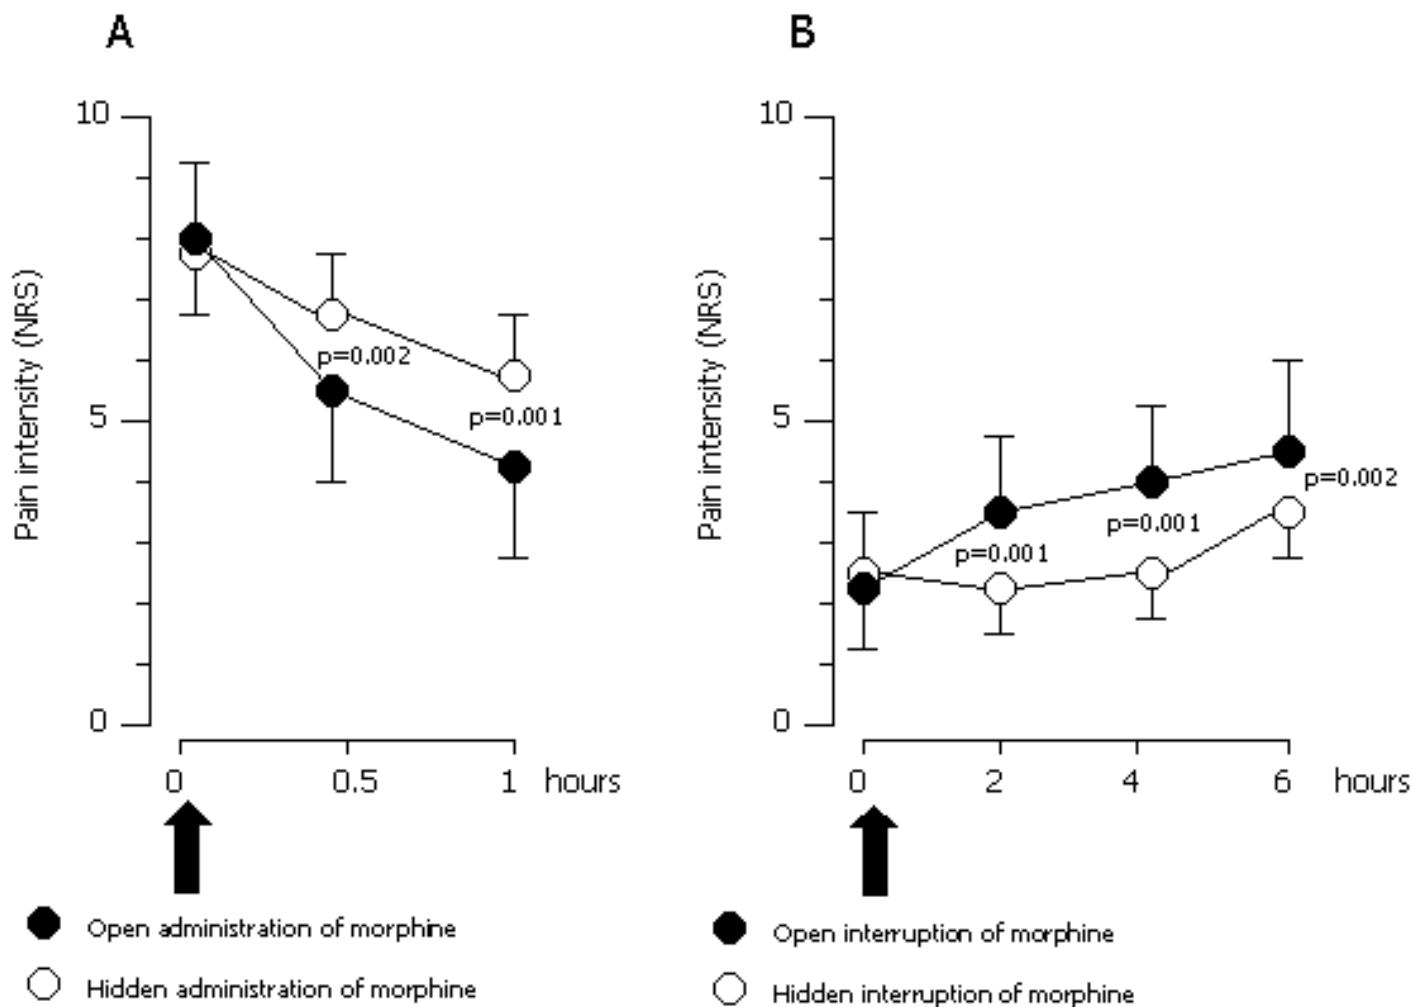 A
B
10
5
0
Pain intensity (NRS)
p=0.002
p=0.001
0 0.5 1 hours
Open administration of morphine
Hidden administration of morphine
10
5
0
Pain intensity (NRS)
p=0.001
p=0.001
p=0.002
0 2 4 6 hours
Open interruption of morphine
Hidden interruption of morphine